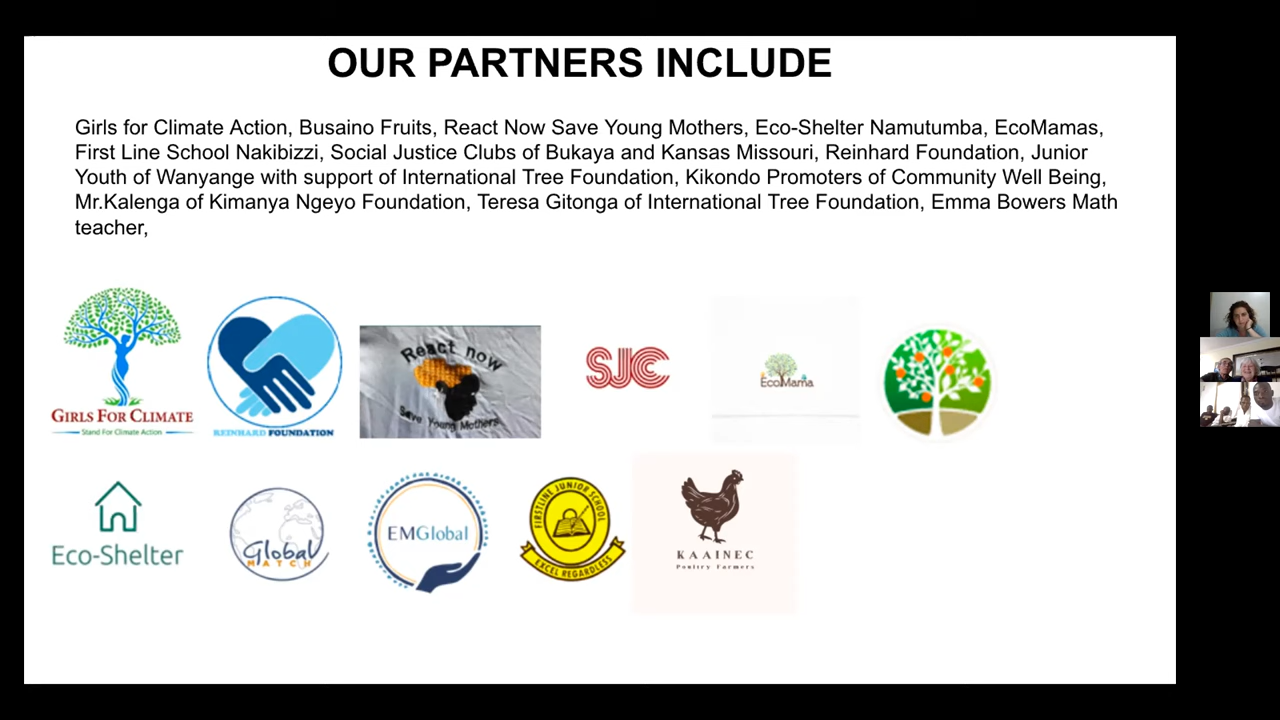 OUR PARTNERS INCLUDE
Girls for Climate Action, Busaino Fruits, React Now Save Young Mothers, Eco-Shelter Namutumba, EcoMamas,
First Line School Nakibizzi, Social Justice Clubs of Bukaya and Kansas Missouri, Reinhard Foundation, Junior
Youth of Wanyange with support of International Tree Foundation, Kikondo Promoters of Community Well Being,
Mr.Kalenga of Kimanya Ngeyo Foundation, Teresa Gitonga of International Tree Foundation, Emma Bowers Math
teacher,
GIRLS FOR CLIMATE
Stand For Climate Action
REINHARD FOUNDATION
React now
Save Young Mothers
SJC
EcoMama
Eco-Shelter
Global
MATCH
EMGlobal
FIRSTLINE JUNIOR SCHOOL
EXCEL REGARDLESS
KAAINEC
Poultry Farmers